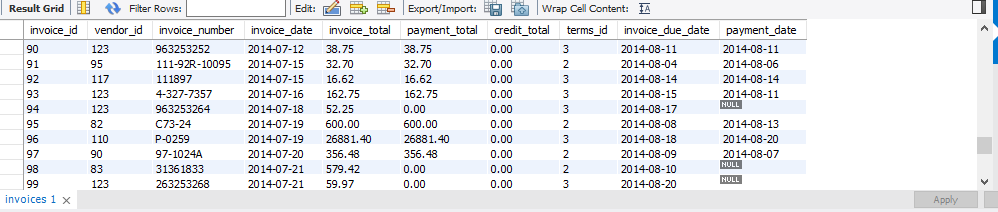 Result Grid Filter Rows: Edit: Export/Import: Wrap Cell Content: IA
invoice_id vendor_id invoice_number invoice_date invoice_total payment_total credit_total terms_id invoice_due_date payment_date
90 123 963253252 2014-07-12 38.75 38.75 0.00 3 2014-08-11 2014-08-11
91 95 111-92R-10095 2014-07-15 32.70 32.70 0.00 2 2014-08-04 2014-08-06
92 117 111897 2014-07-15 16.62 16.62 0.00 3 2014-08-14 2014-08-14
93 123 4-327-7357 2014-07-16 162.75 162.75 0.00 3 2014-08-15 2014-08-11
94 123 963253264 2014-07-18 52.25 0.00 0.00 3 2014-08-17 NULL
95 82 C73-24 2014-07-19 600.00 600.00 0.00 2 2014-08-08 2014-08-13
96 110 P-0259 2014-07-19 26881.40 26881.40 0.00 3 2014-08-18 2014-08-20
97 90 97-1024A 2014-07-20 356.48 356.48 0.00 2 2014-08-09 2014-08-07
98 83 31361833 2014-07-21 579.42 0.00 0.00 2 2014-08-10 NULL
99 123 263253268 2014-07-21 59.97 0.00 0.00 3 2014-08-20 NULL
invoices 1 Apply